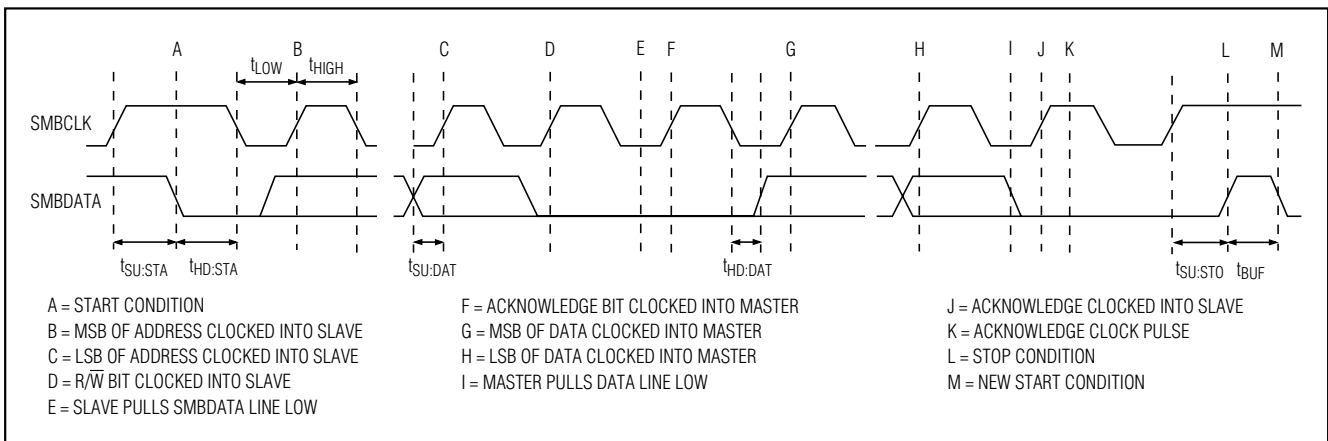 A B C D E F G H I J K L M
tLOW tHIGH
SMBCLK
SMBDATA
tSU:STA tHD:STA tSU:DAT tHD:DAT tSU:STO tBUF
A = START CONDITION
B = MSB OF ADDRESS CLOCKED INTO SLAVE
C = LSB OF ADDRESS CLOCKED INTO SLAVE
D = R/W̅ BIT CLOCKED INTO SLAVE
E = SLAVE PULLS SMBDATA LINE LOW
F = ACKNOWLEDGE BIT CLOCKED INTO MASTER
G = MSB OF DATA CLOCKED INTO MASTER
H = LSB OF DATA CLOCKED INTO MASTER
I = MASTER PULLS DATA LINE LOW
J = ACKNOWLEDGE CLOCKED INTO SLAVE
K = ACKNOWLEDGE CLOCK PULSE
L = STOP CONDITION
M = NEW START CONDITION